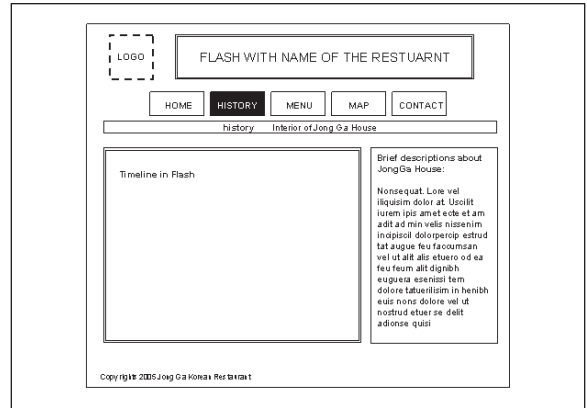 LOGO
FLASH WITH NAME OF THE RESTUARNT
HOME HISTORY MENU MAP CONTACT
history Interior of Jong Ga House
Timeline in Flash
Brief descriptions about
JongGa House:
Nonsequat. Lore vel
iliquisim dolor at. Uscilit
iurem ipis amet ecte et am
adit ad min velis nissenim
incipiscil dolorpercip estrud
tat augue feu faccumsan
vel ut alit alis etuero od ea
feu feum alit dignibh
euguera esenissi tem
dolore tatuerilisim in henibh
euis nons dolore vel ut
nostrud etuer se delit
adionse quisi
Copyrights 2005 Jong Ga Korean Restaurant